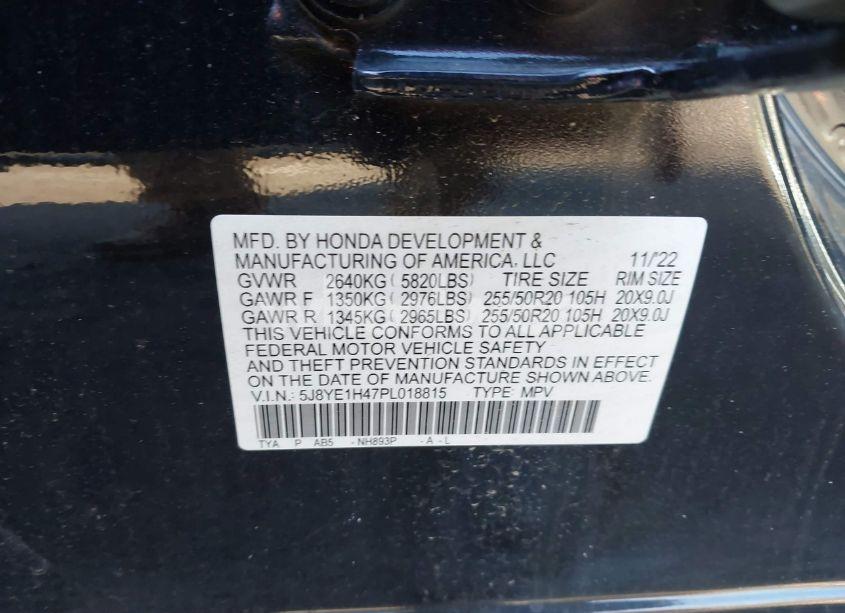 MFD. BY HONDA DEVELOPMENT &
MANUFACTURING OF AMERICA, LLC 11/'22
GVWR 2640KG ( 5820LBS) TIRE SIZE RIM SIZE
GAWR F 1350KG ( 2976LBS) 255/50R20 105H 20X9.0J
GAWR R 1345KG ( 2965LBS) 255/50R20 105H 20X9.0J
THIS VEHICLE CONFORMS TO ALL APPLICABLE
FEDERAL MOTOR VEHICLE SAFETY
AND THEFT PREVENTION STANDARDS IN EFFECT
ON THE DATE OF MANUFACTURE SHOWN ABOVE.
V.I.N.: 5J8YE1H47PL018815 TYPE: MPV
TYA P AB5 - NH893P - A - L